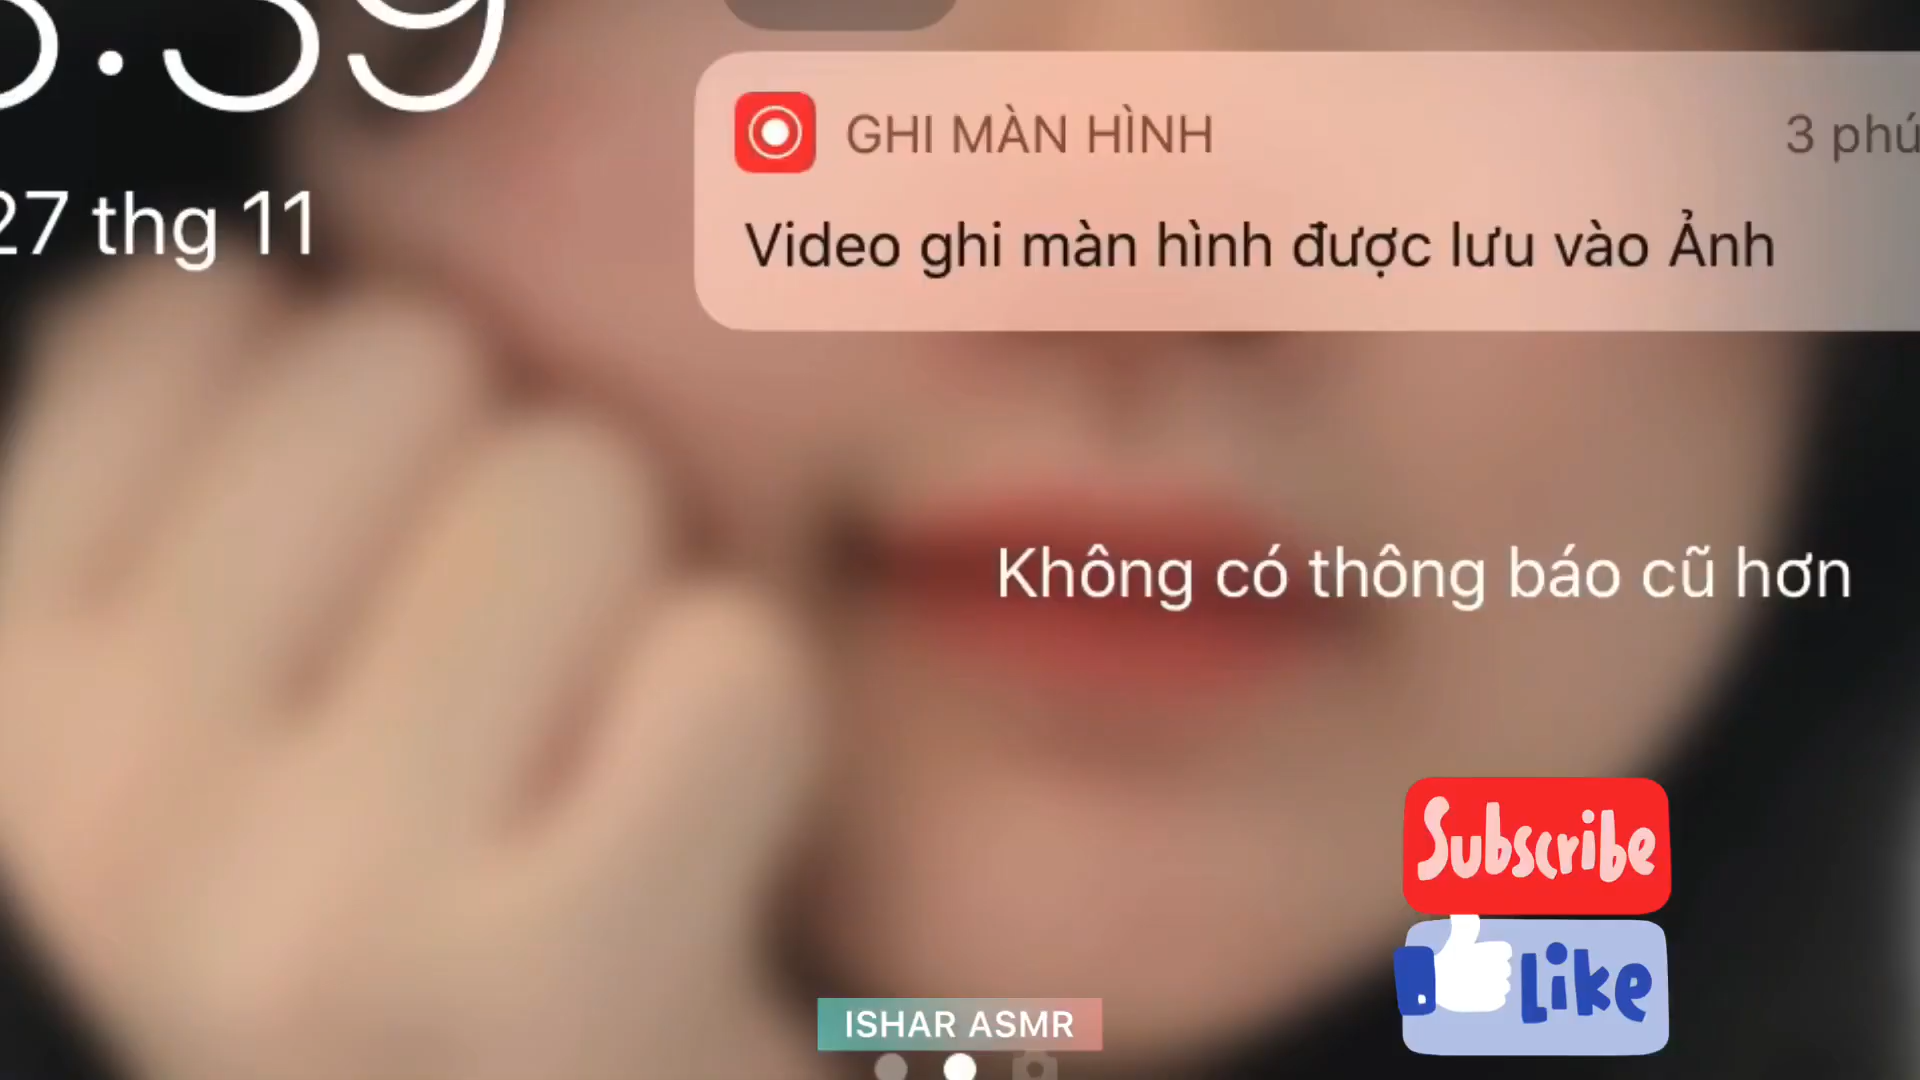 27 thg 11
GHI MÀN HÌNH
3
Video ghi màn hình được lưu vào Ảnh
Không có thông báo cũ hơn
Subscribe
Like
ISHAR ASMR